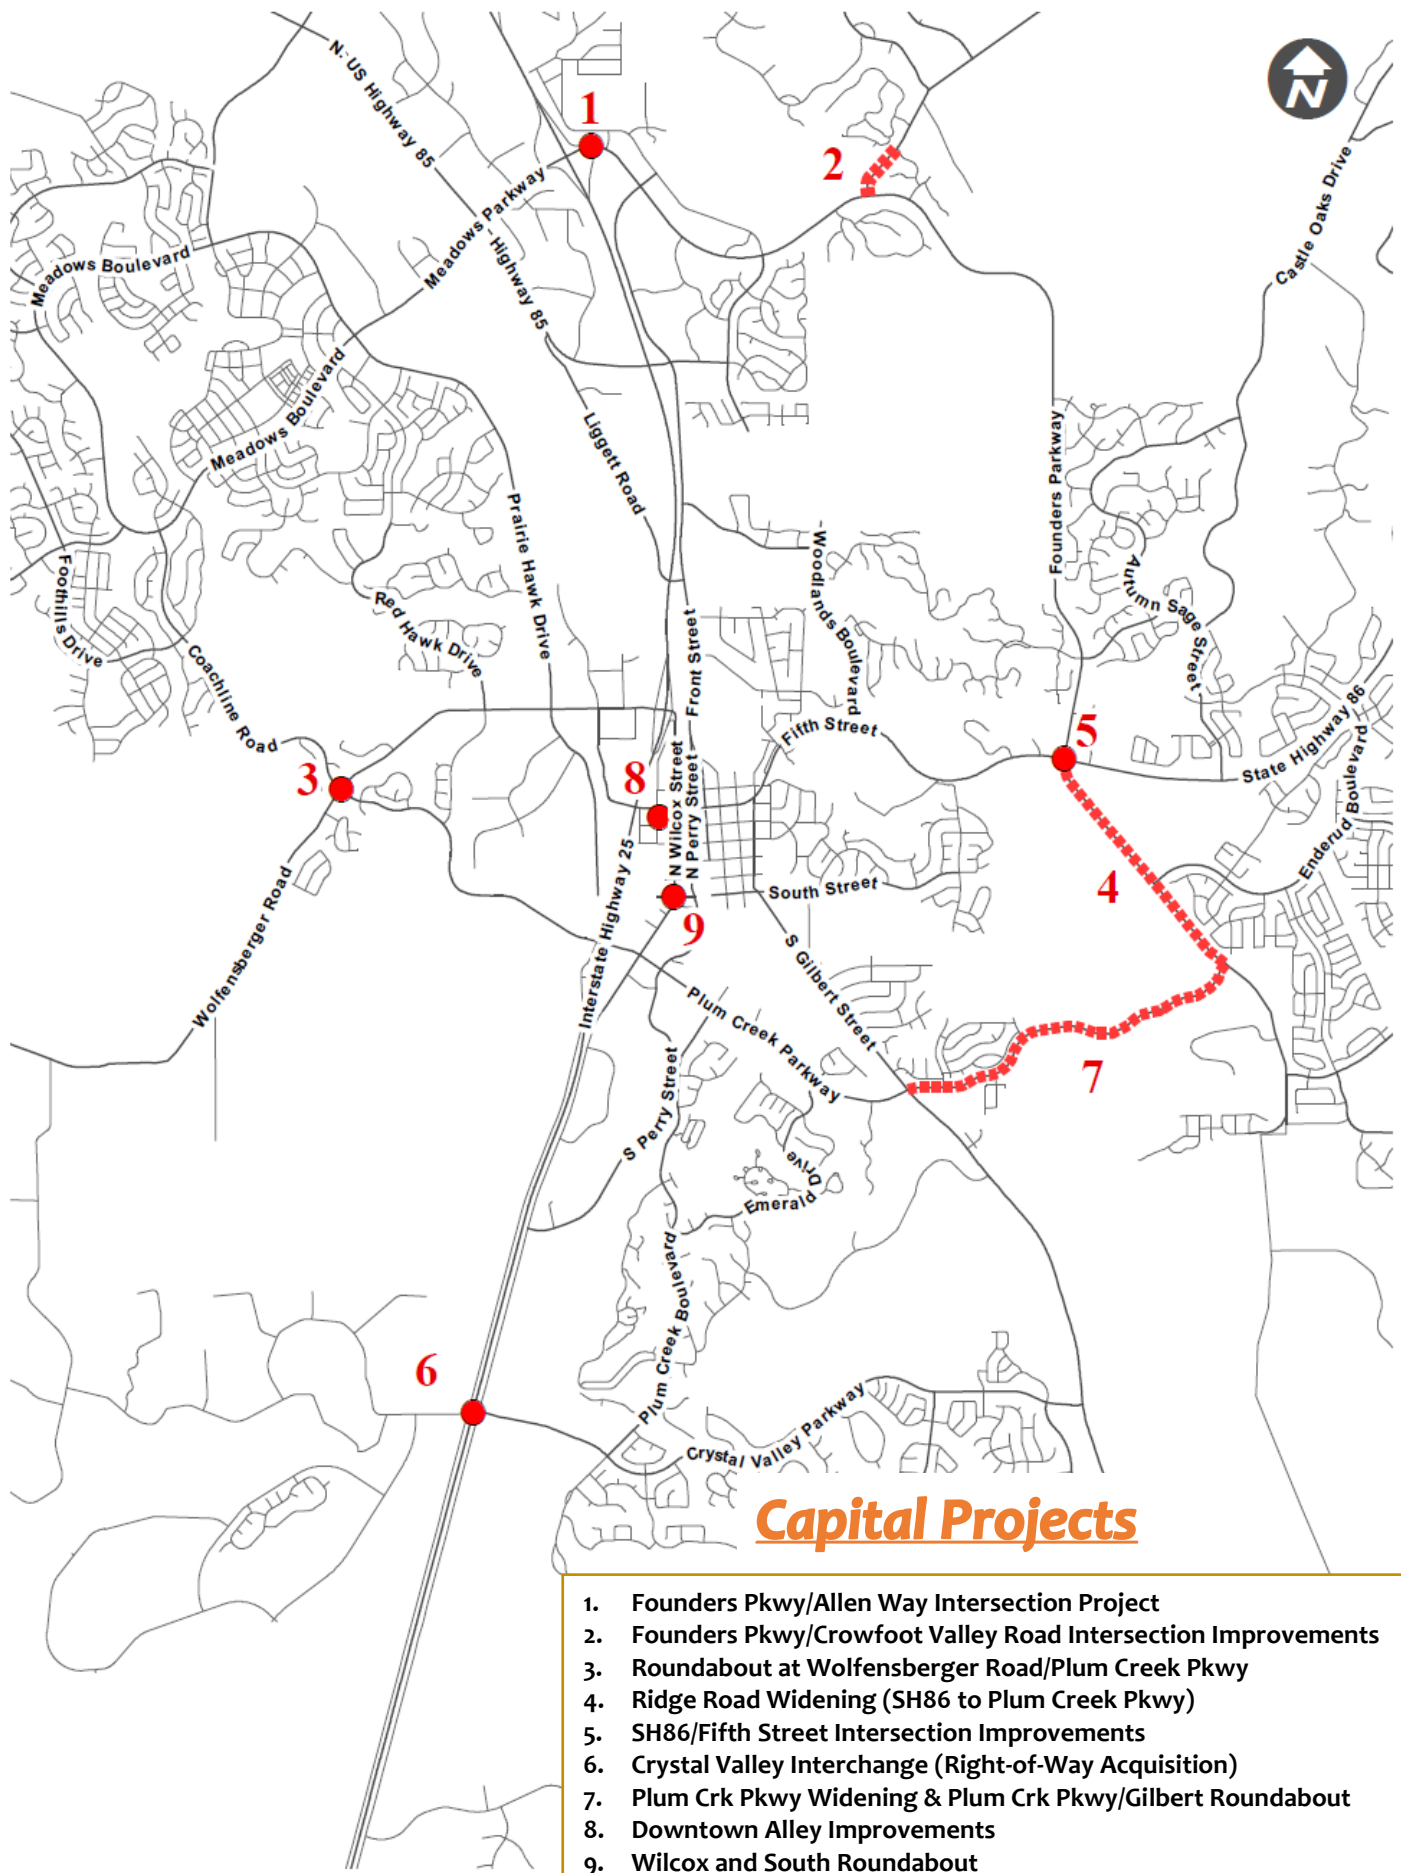 N
N. US Highway 85
1
2
Meadows Parkway
Castle Oaks Drive
Meadows Boulevard
Highway 85
Meadows Boulevard
Liggett Road
Founders Parkway
Prairie Hawk Drive
Woodlands Boulevard
Autumn Sage Street
Foothills Drive
Red Hawk Drive
Coachline Road
Front Street
Fifth Street
5
State Highway 86
3
8
N Wilcox Street
N Perry Street
Enderud Boulevard
Interstate Highway 25
South Street
4
Wolfensberger Road
9
S Gilbert Street
Plum Creek Parkway
7
S Perry Street
Emerald Drive
Plum Creek Boulevard
6
Crystal Valley Parkway
Capital Projects
1. Founders Pkwy/Allen Way Intersection Project
2. Founders Pkwy/Crowfoot Valley Road Intersection Improvements
3. Roundabout at Wolfensberger Road/Plum Creek Pkwy
4. Ridge Road Widening (SH86 to Plum Creek Pkwy)
5. SH86/Fifth Street Intersection Improvements
6. Crystal Valley Interchange (Right-of-Way Acquisition)
7. Plum Crk Pkwy Widening & Plum Crk Pkwy/Gilbert Roundabout
8. Downtown Alley Improvements
9. Wilcox and South Roundabout